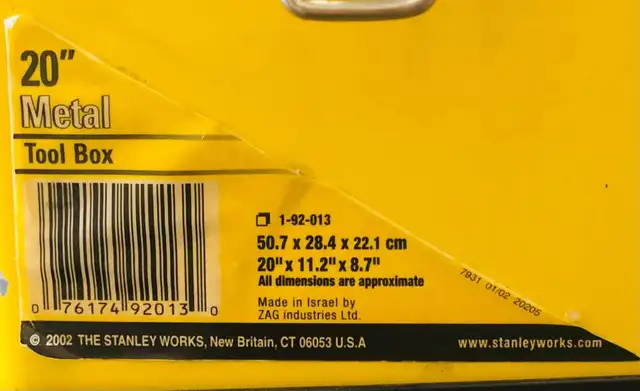 20"
Metal
Tool Box
0 76174 92013 0
1-92-013
50.7 x 28.4 x 22.1 cm
20" x 11.2" x 8.7"
All dimensions are approximate
Made in Israel by
ZAG industries Ltd.
7931 01/02 20205
© 2002 THE STANLEY WORKS, New Britain, CT 06053 U.S.A
www.stanleyworks.com